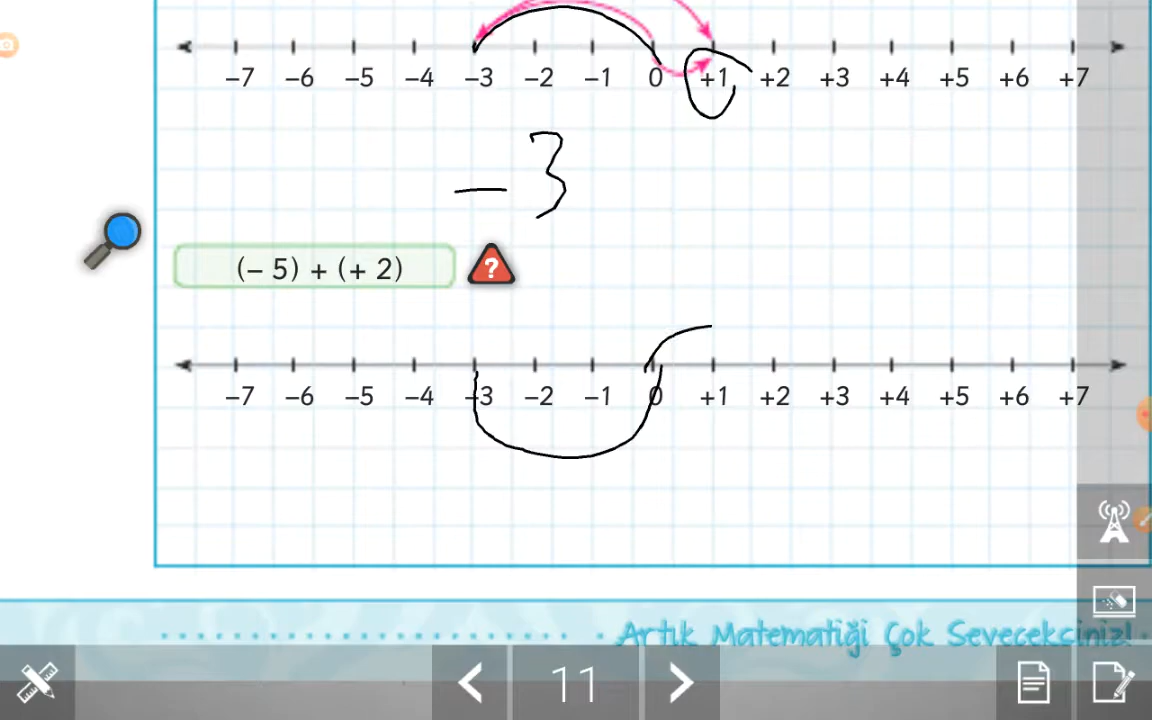 −7 −6 −5 −4 −3 −2 −1 0 +1 +2 +3 +4 +5 +6 +7
− 3
(− 5) + (+ 2) ?
−7 −6 −5 −4 −3 −2 −1 0 +1 +2 +3 +4 +5 +6 +7
Artık Matematiği Çok Seveceksiniz!
11